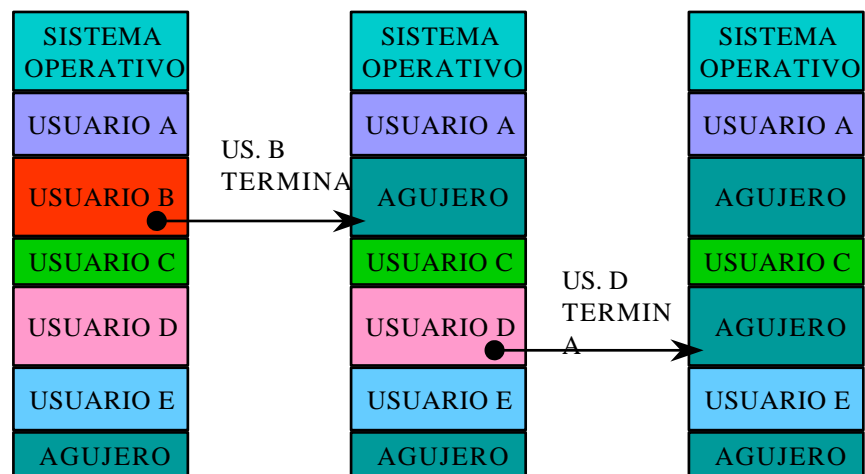 SISTEMA
OPERATIVO
USUARIO A
USUARIO B
USUARIO C
USUARIO D
USUARIO E
AGUJERO
US. B
TERMINA
SISTEMA
OPERATIVO
USUARIO A
AGUJERO
USUARIO C
USUARIO D
USUARIO E
AGUJERO
US. D
TERMIN
A
SISTEMA
OPERATIVO
USUARIO A
AGUJERO
USUARIO C
AGUJERO
USUARIO E
AGUJERO